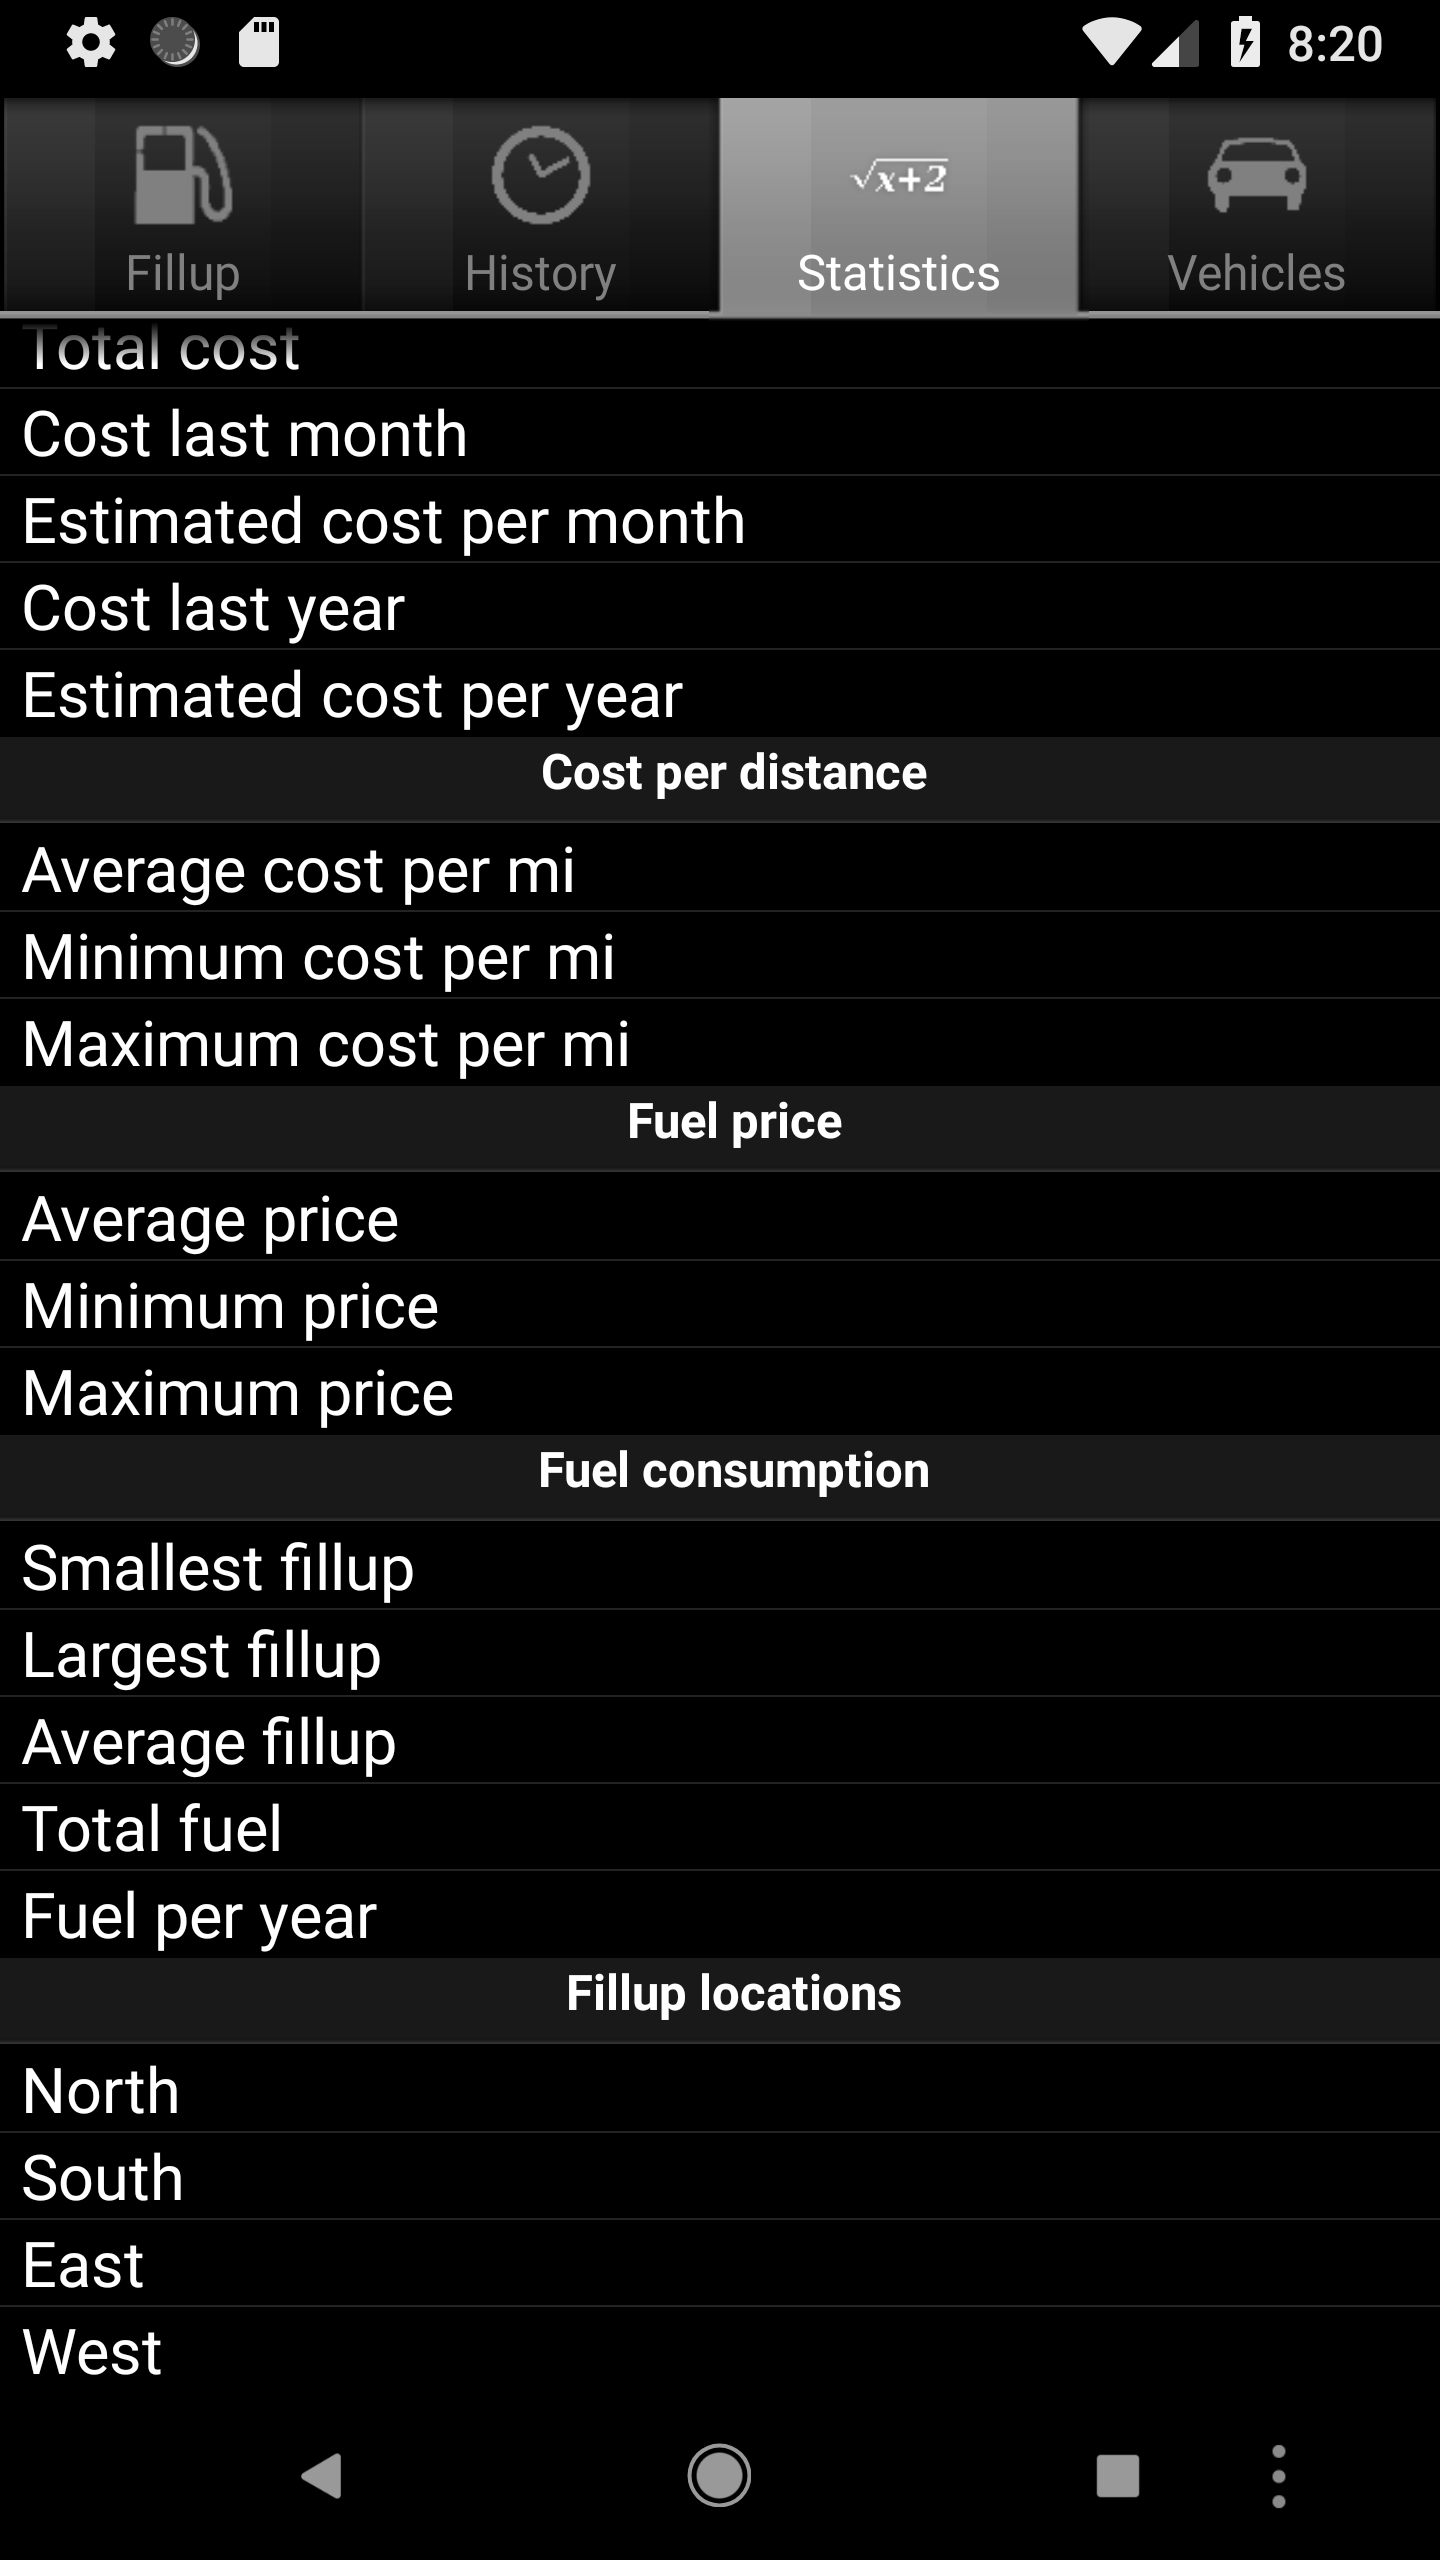 8:20
√x+2
Fillup
History
Statistics
Vehicles
Total cost
Cost last month
Estimated cost per month
Cost last year
Estimated cost per year
Cost per distance
Average cost per mi
Minimum cost per mi
Maximum cost per mi
Fuel price
Average price
Minimum price
Maximum price
Fuel consumption
Smallest fillup
Largest fillup
Average fillup
Total fuel
Fuel per year
Fillup locations
North
South
East
West